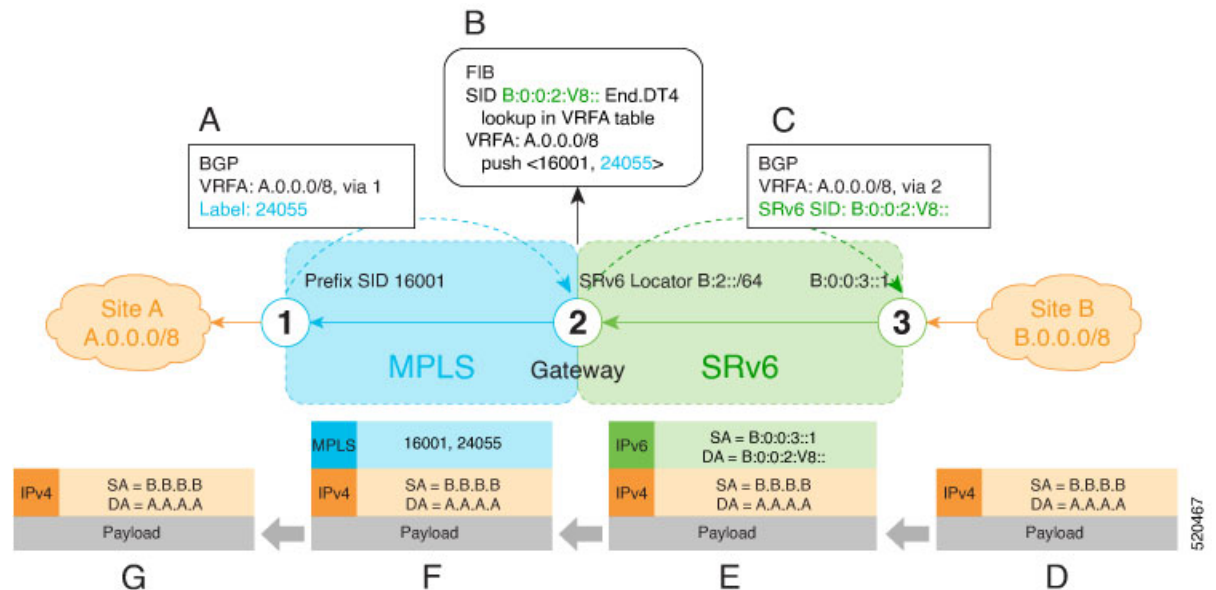 B
FIB
SID B:0:0:2:V8:: End.DT4
lookup in VRFA table
VRFA: A.0.0.0/8
push <16001, 24055>
A
BGP
VRFA: A.0.0.0/8, via 1
Label: 24055
C
BGP
VRFA: A.0.0.0/8, via 2
SRv6 SID: B:0:0:2:V8::
Prefix SID 16001
SRv6 Locator B:2::/64
B:0:0:3::1
Site A
A.0.0.0/8
1
2
3
Site B
B.0.0.0/8
MPLS
Gateway
SRv6
IPv4
SA = B.B.B.B
DA = A.A.A.A
Payload
G
MPLS
16001, 24055
IPv4
SA = B.B.B.B
DA = A.A.A.A
Payload
F
IPv6
SA = B:0:0:3::1
DA = B:0:0:2:V8::
IPv4
SA = B.B.B.B
DA = A.A.A.A
Payload
E
IPv4
SA = B.B.B.B
DA = A.A.A.A
Payload
D
520467